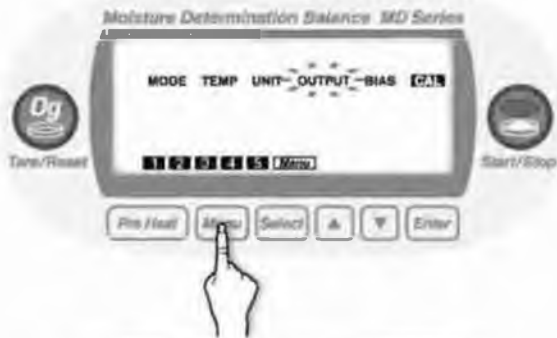 Moisture Determination Balance MD Series
MODE TEMP UNIT OUTPUT BIAS CAL
Dg
Tare/Reset
Start/Stop
1 2 3 4 5 Menu
Pre Heat Menu Select ▲ ▼ Enter